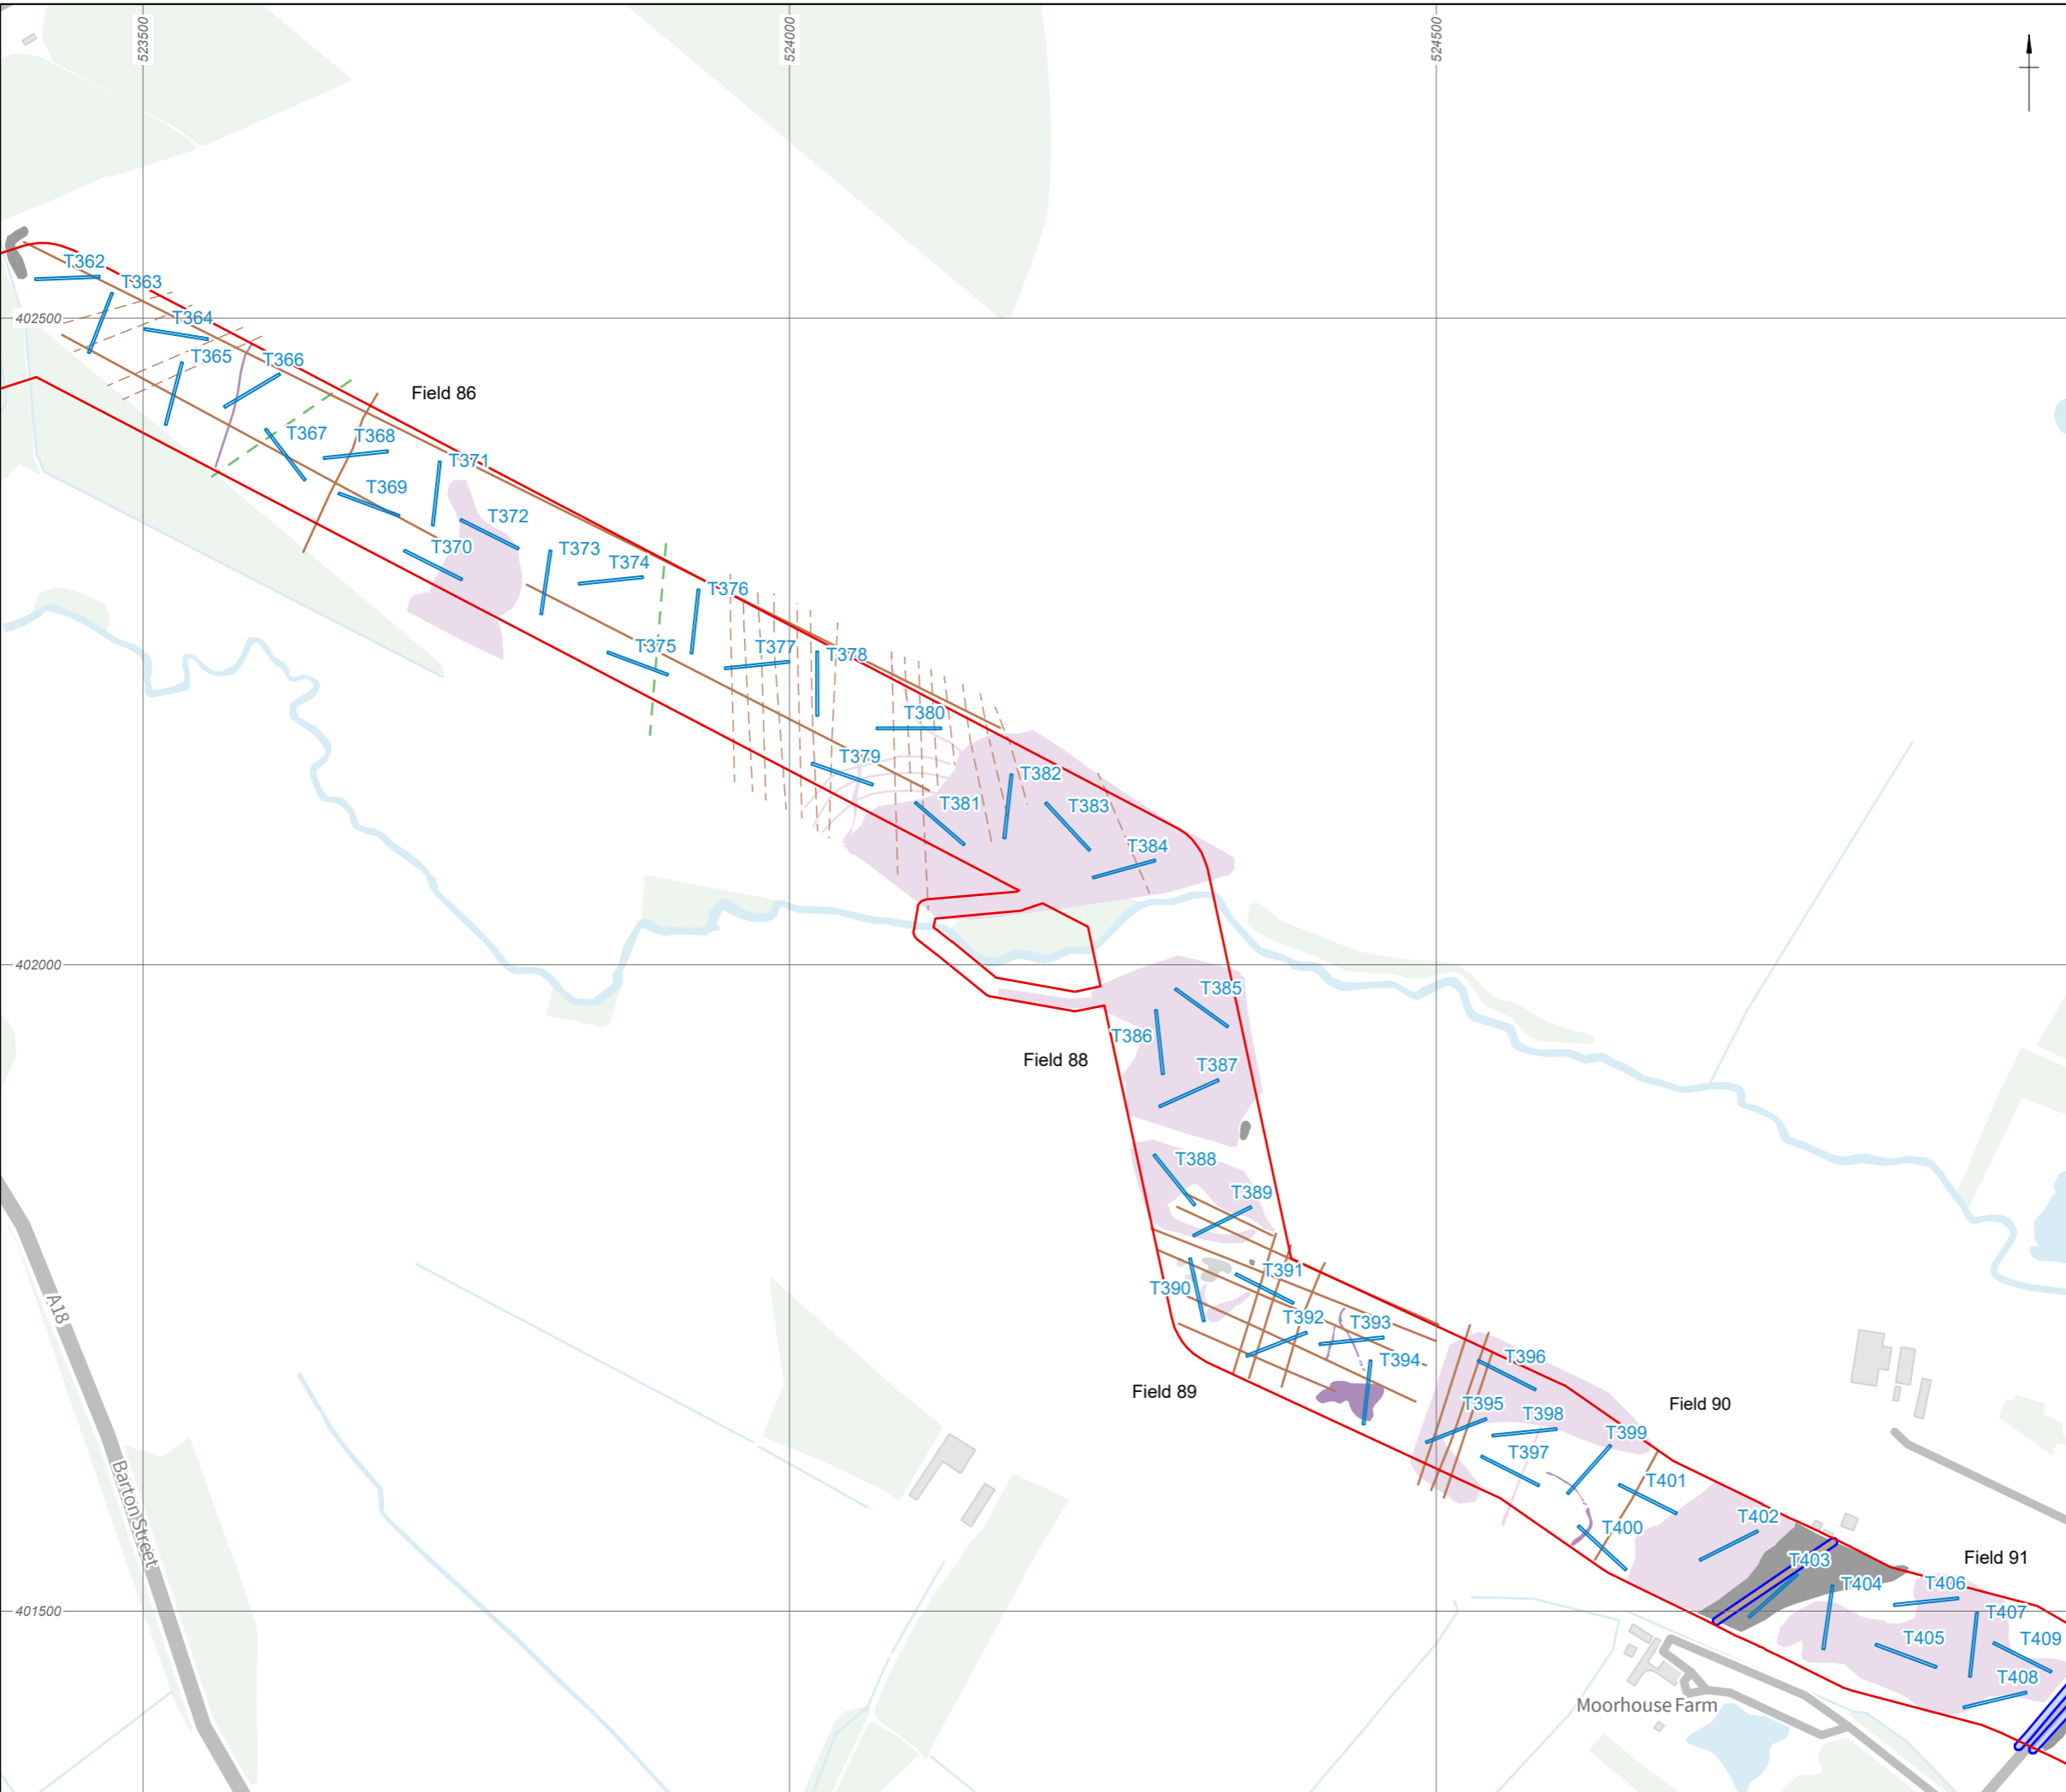 523500
524000
524500
T362
T363
402500
T364
T365
T366
Field 86
T367
T368
T371
T369
T372
T370
T373
T374
T376
T375
T377
T378
T380
T379
T382
T381
T383
T384
402000
T385
T386
Field 88
T387
T388
T389
T391
T390
T392
T393
T394
T396
Field 89
Field 90
T395
T398
T399
T397
T401
T402
T400
A18
Barton Street
T403
Field 91
T404
T406
401500
T407
T405
T409
T408
Moorhouse Farm